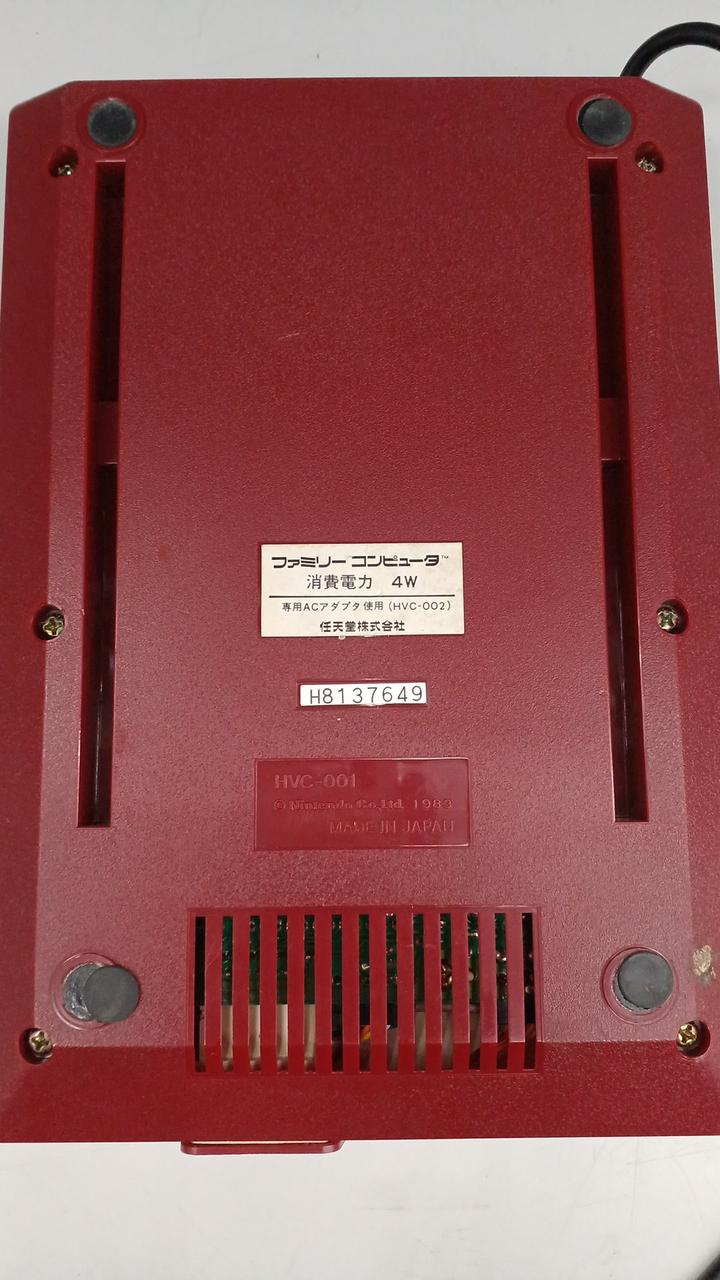 ファミリー コンピュータ™
消費電力 4W
専用ACアダプタ使用(HVC-002)
任天堂株式会社
H8137649
HVC-001
© Nintendo Co,Ltd. 1983
MADE IN JAPAN